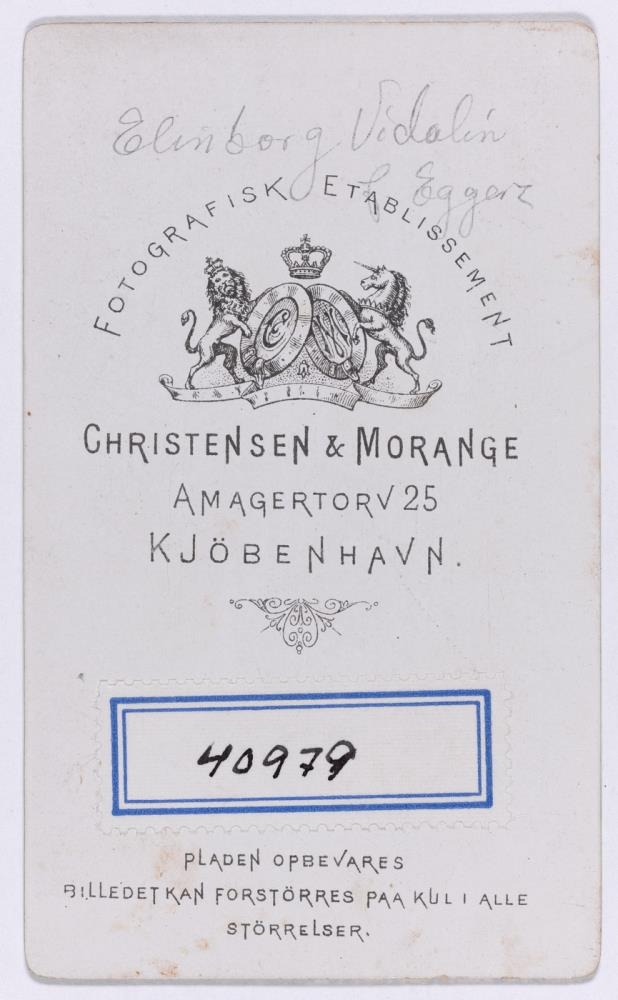 Elinborg Vidalin
f. Eggerz
FOTOGRAFISK ETABLISSEMENT
CHRISTENSEN & MORANGE
AMAGERTORV 25
KJÖBENHAVN.
40979
PLADEN OPBEVARES
BILLEDET KAN FORSTÖRRES PAA KUL I ALLE
STÖRRELSER.